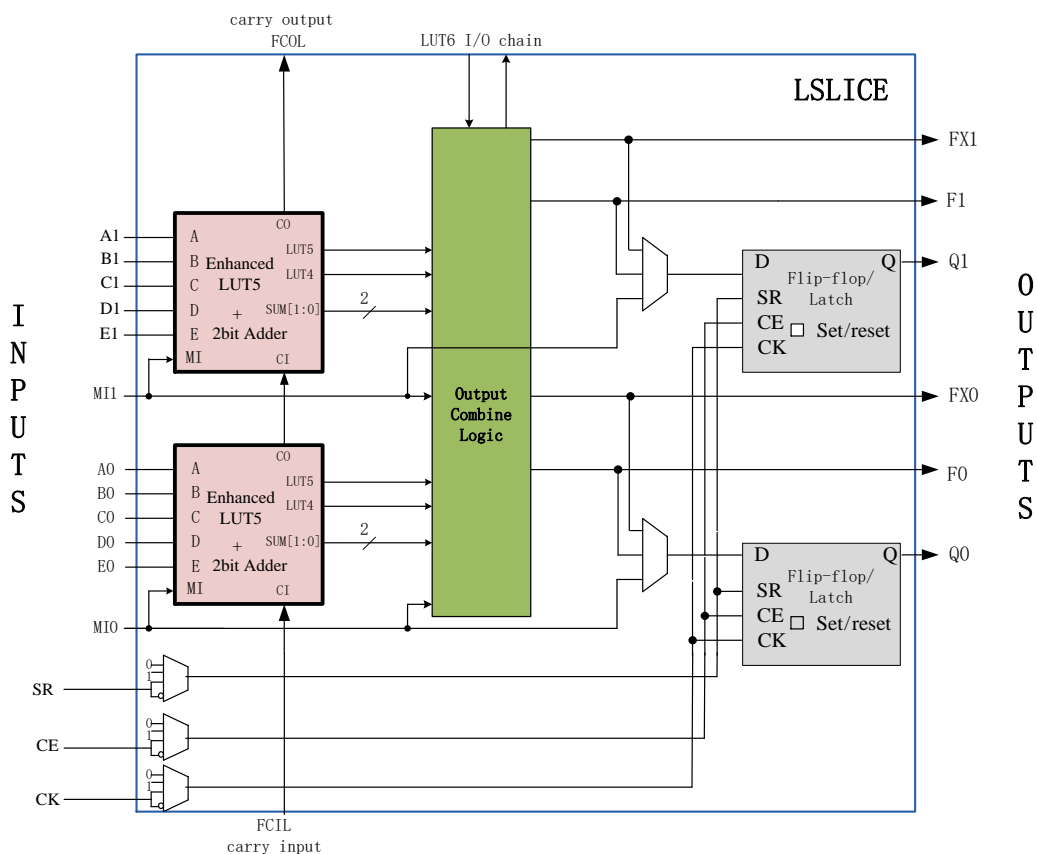 carry output
FCOL
LUT6 I/O chain
LSLICE
INPUTS
OUTPUTS
FX1
F1
Q1
FX0
F0
Q0
A1
B1
C1
D1
E1
MI1
A
B
C
D
E
MI
CO
Enhanced
LUT5
+
2bit Adder
LUT5
LUT4
SUM[1:0]
CI
2
A0
B0
C0
D0
E0
MI0
A
B
C
D
E
MI
CO
Enhanced
LUT5
+
2bit Adder
LUT5
LUT4
SUM[1:0]
CI
2
Output
Combine
Logic
D
Q
Flip-flop/
Latch
SR
CE
CK
Set/reset
D
Q
Flip-flop/
Latch
SR
CE
CK
Set/reset
0
1
SR
0
1
CE
0
1
CK
FCIL
carry input